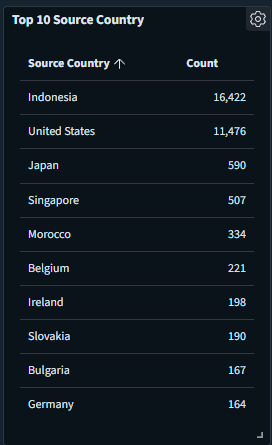 Top 10 Source Country
Source Country ↑ Count
Indonesia 16,422
United States 11,476
Japan 590
Singapore 507
Morocco 334
Belgium 221
Ireland 198
Slovakia 190
Bulgaria 167
Germany 164